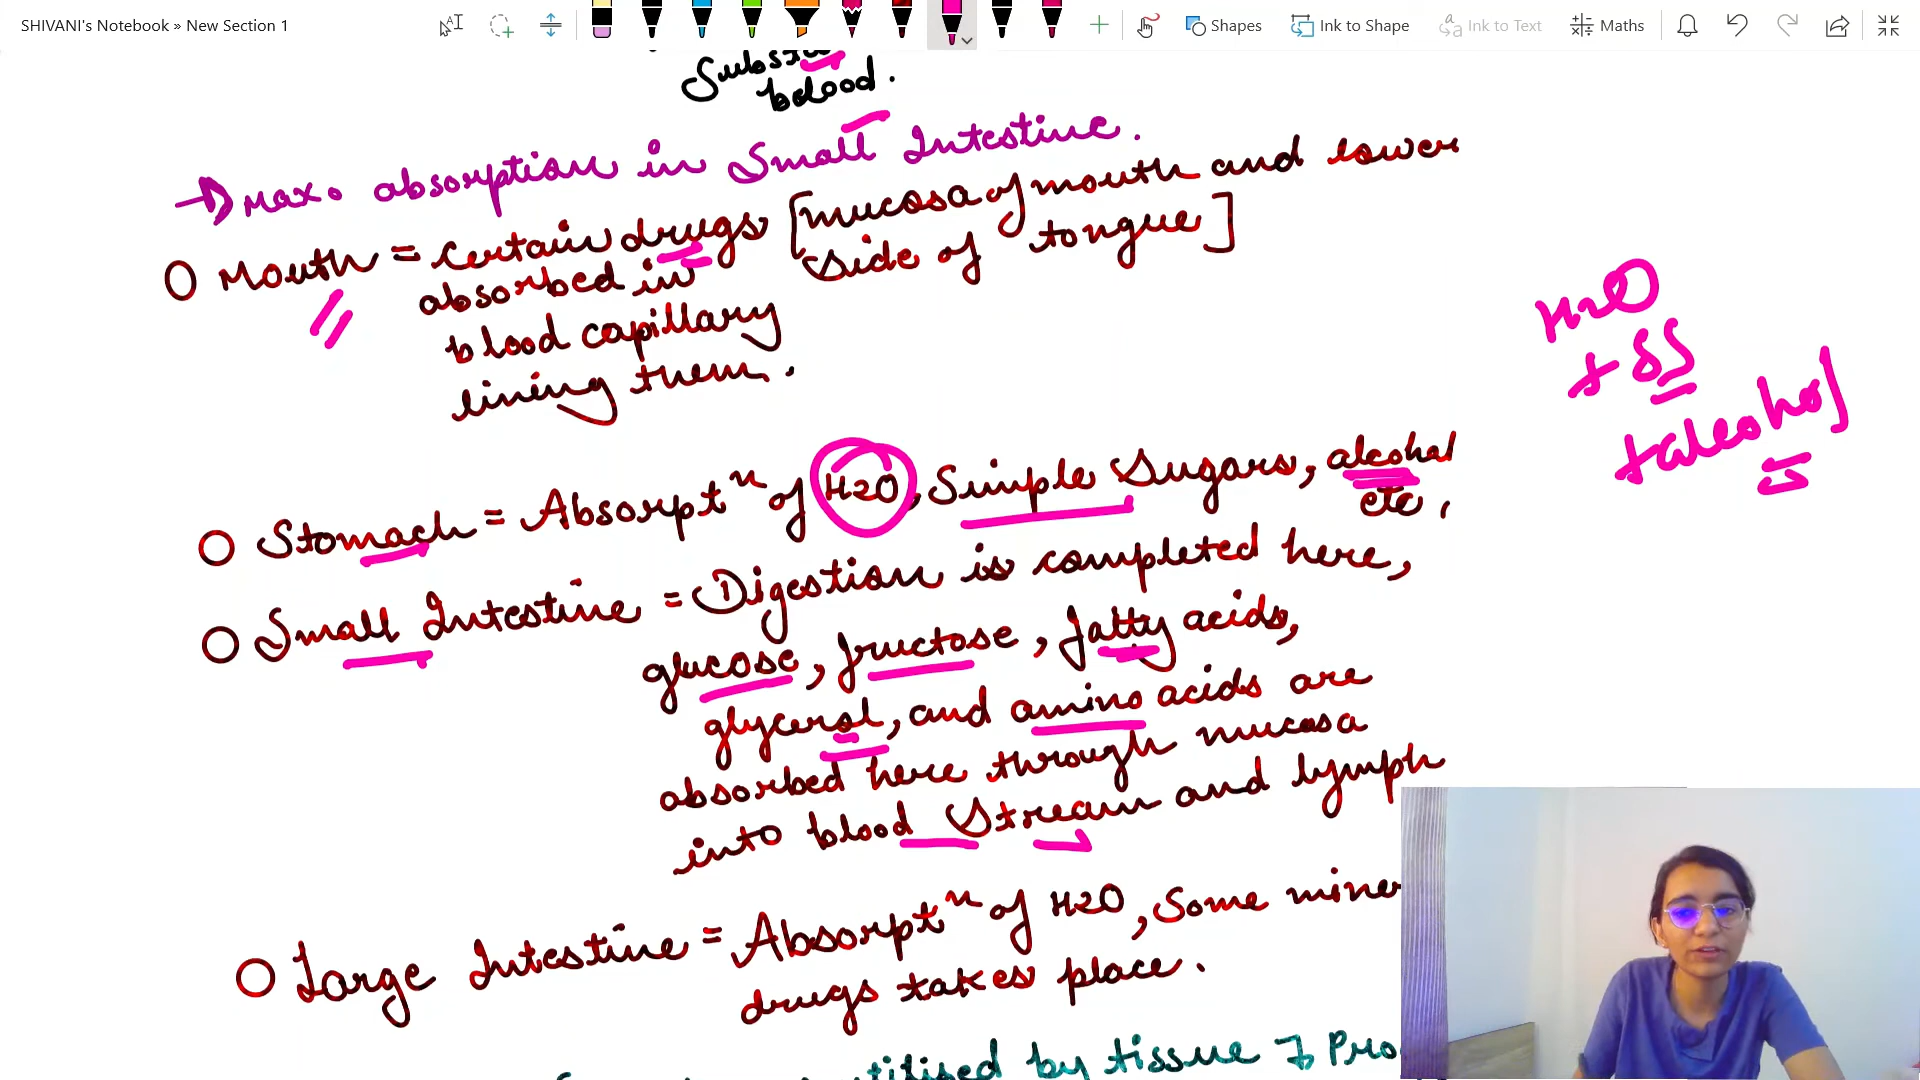 SHIVANI's Notebook » New Section 1
Shapes
Ink to Shape
Ink to Text
Maths
blood.
→ Max. absorption in Small Intestine.
○ Mouth = certain drugs [mucosa of mouth and lower
side of tongue]
absorbed in
blood capillary
lining them.
H2O
+ SS
+ alcohol
○ Stomach = Absorptⁿ of H2O, Simple Sugars, alcohol
etc.
○ Small Intestine = Digestion is completed here,
glucose, fructose, fatty acids,
glycerol, and amino acids are
absorbed here through mucosa
into blood stream and lymph
○ Large Intestine = Absorptⁿ of H2O, Some mine
drugs takes place.
by tissue